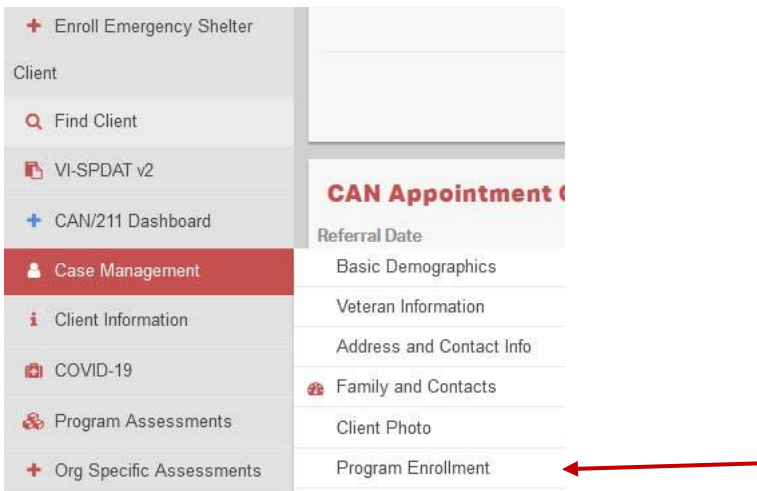 Enroll Emergency Shelter
Client
Find Client
VI-SPDAT v2
CAN/211 Dashboard
Case Management
Client Information
COVID-19
Program Assessments
Org Specific Assessments
CAN Appointment
Referral Date
Basic Demographics
Veteran Information
Address and Contact Info
Family and Contacts
Client Photo
Program Enrollment